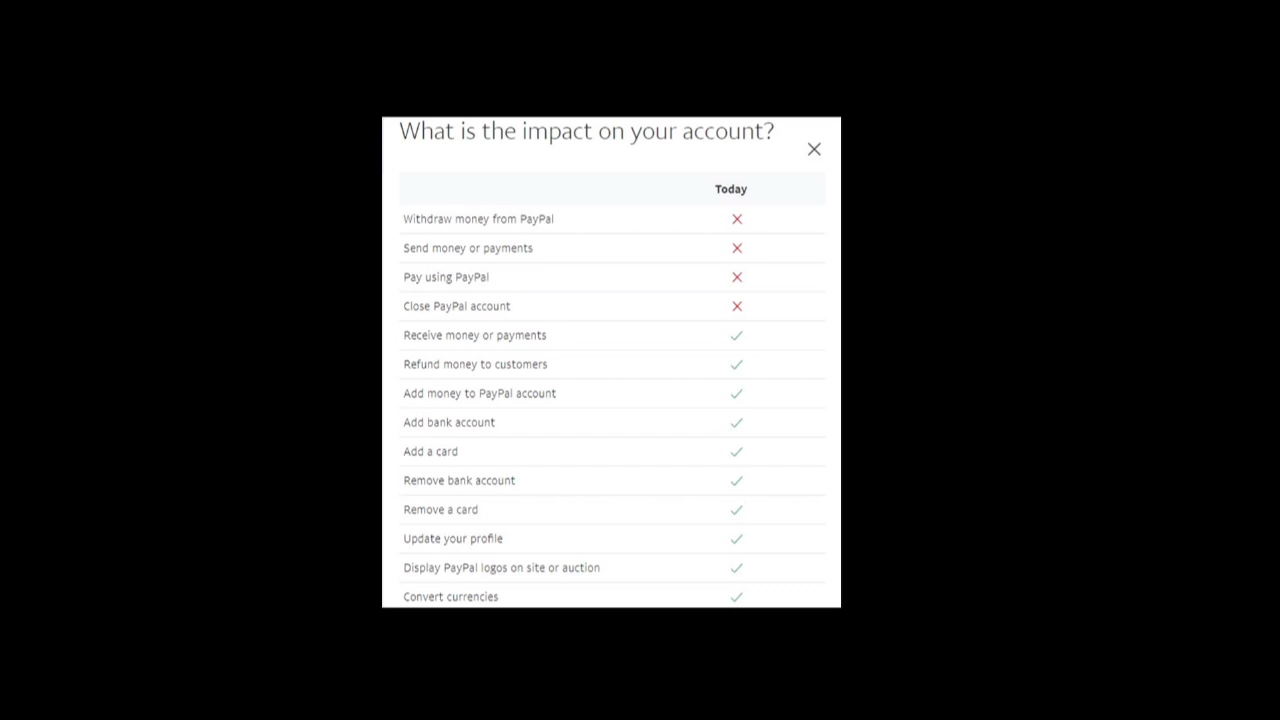 What is the impact on your account?
Today
Withdraw money from PayPal
Send money or payments
Pay using PayPal
Close PayPal account
Receive money or payments
Refund money to customers
Add money to PayPal account
Add bank account
Add a card
Remove bank account
Remove a card
Update your profile
Display PayPal logos on site or auction
Convert currencies